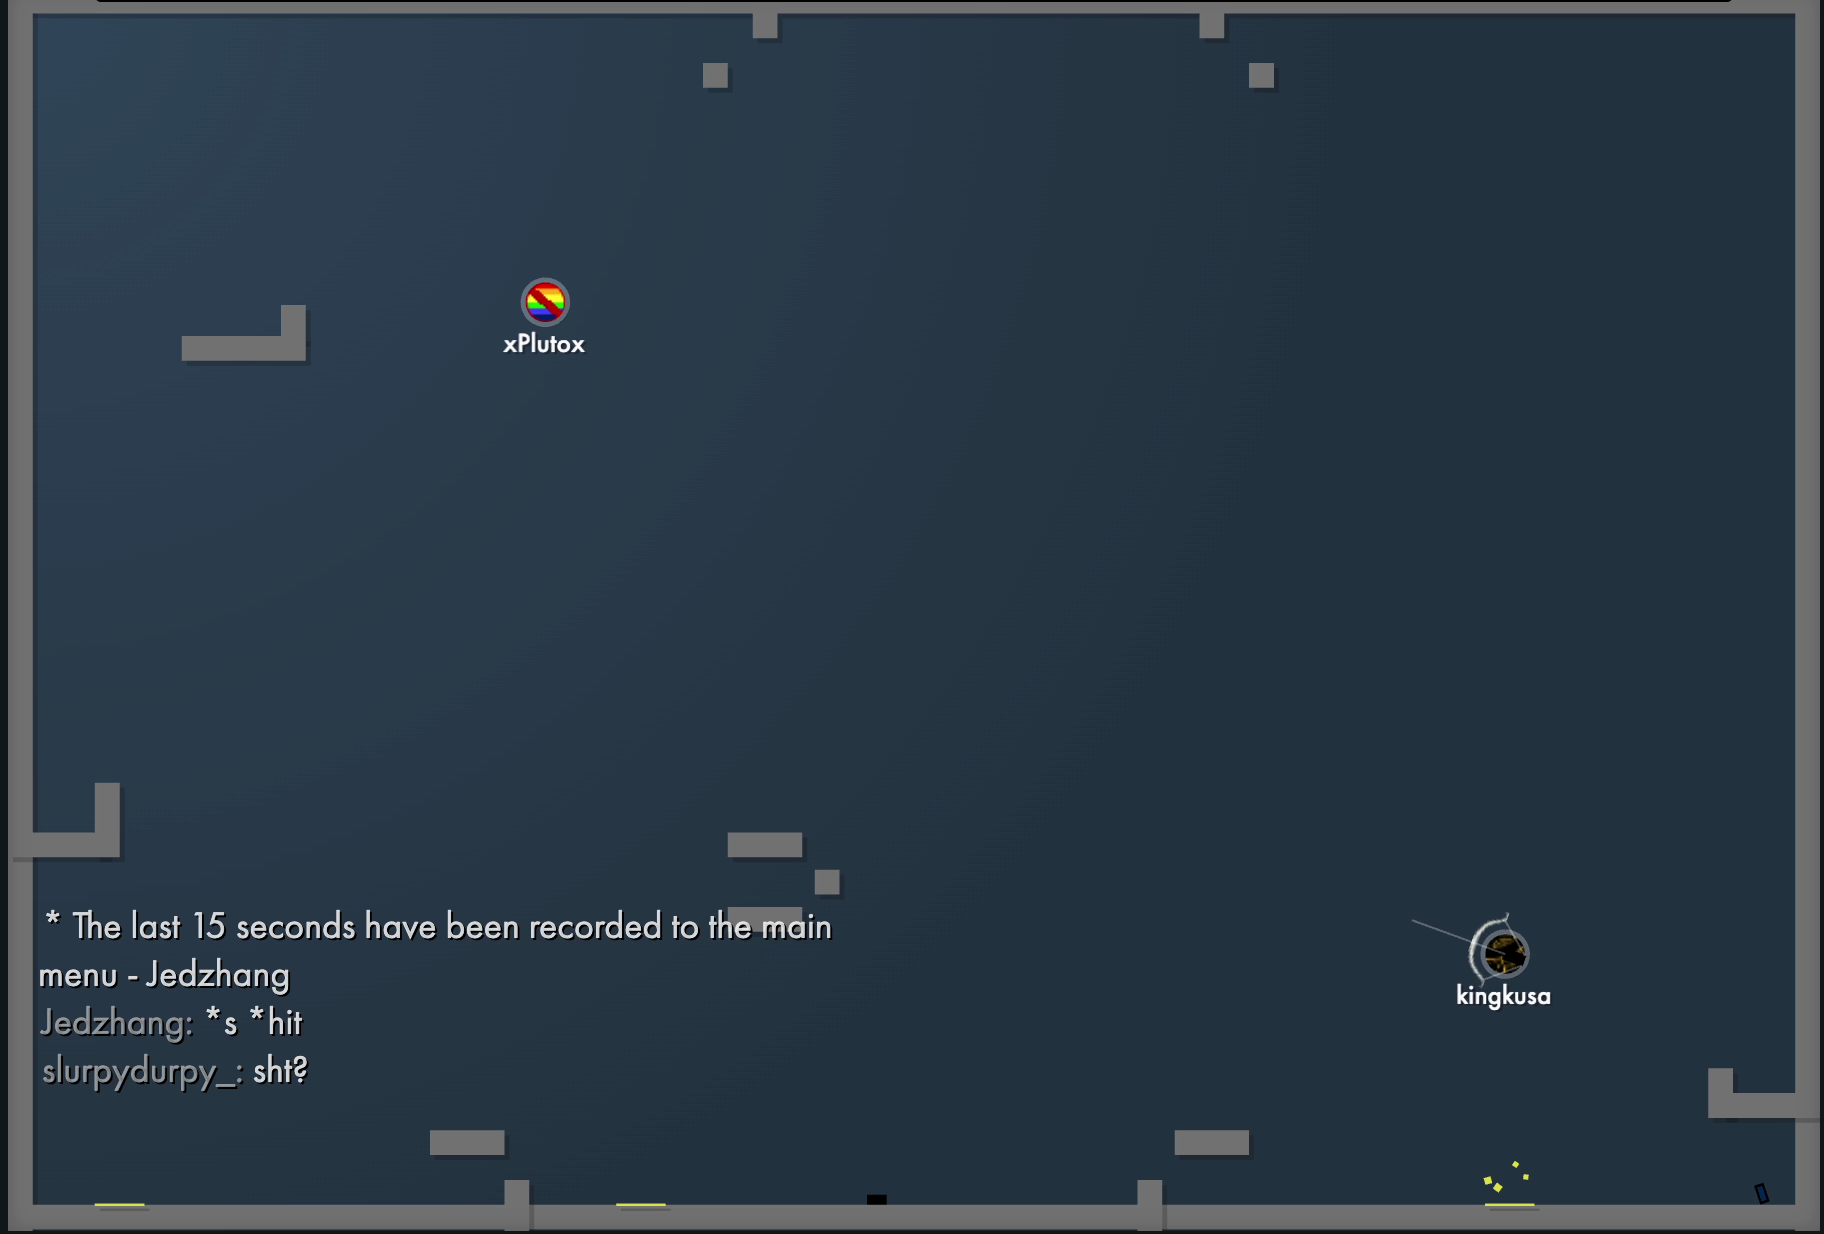 xPlutox
* The last 15 seconds have been recorded to the main
menu - Jedzhang
kingkusa
Jedzhang: *s *hit
slurpydurpy_: sht?